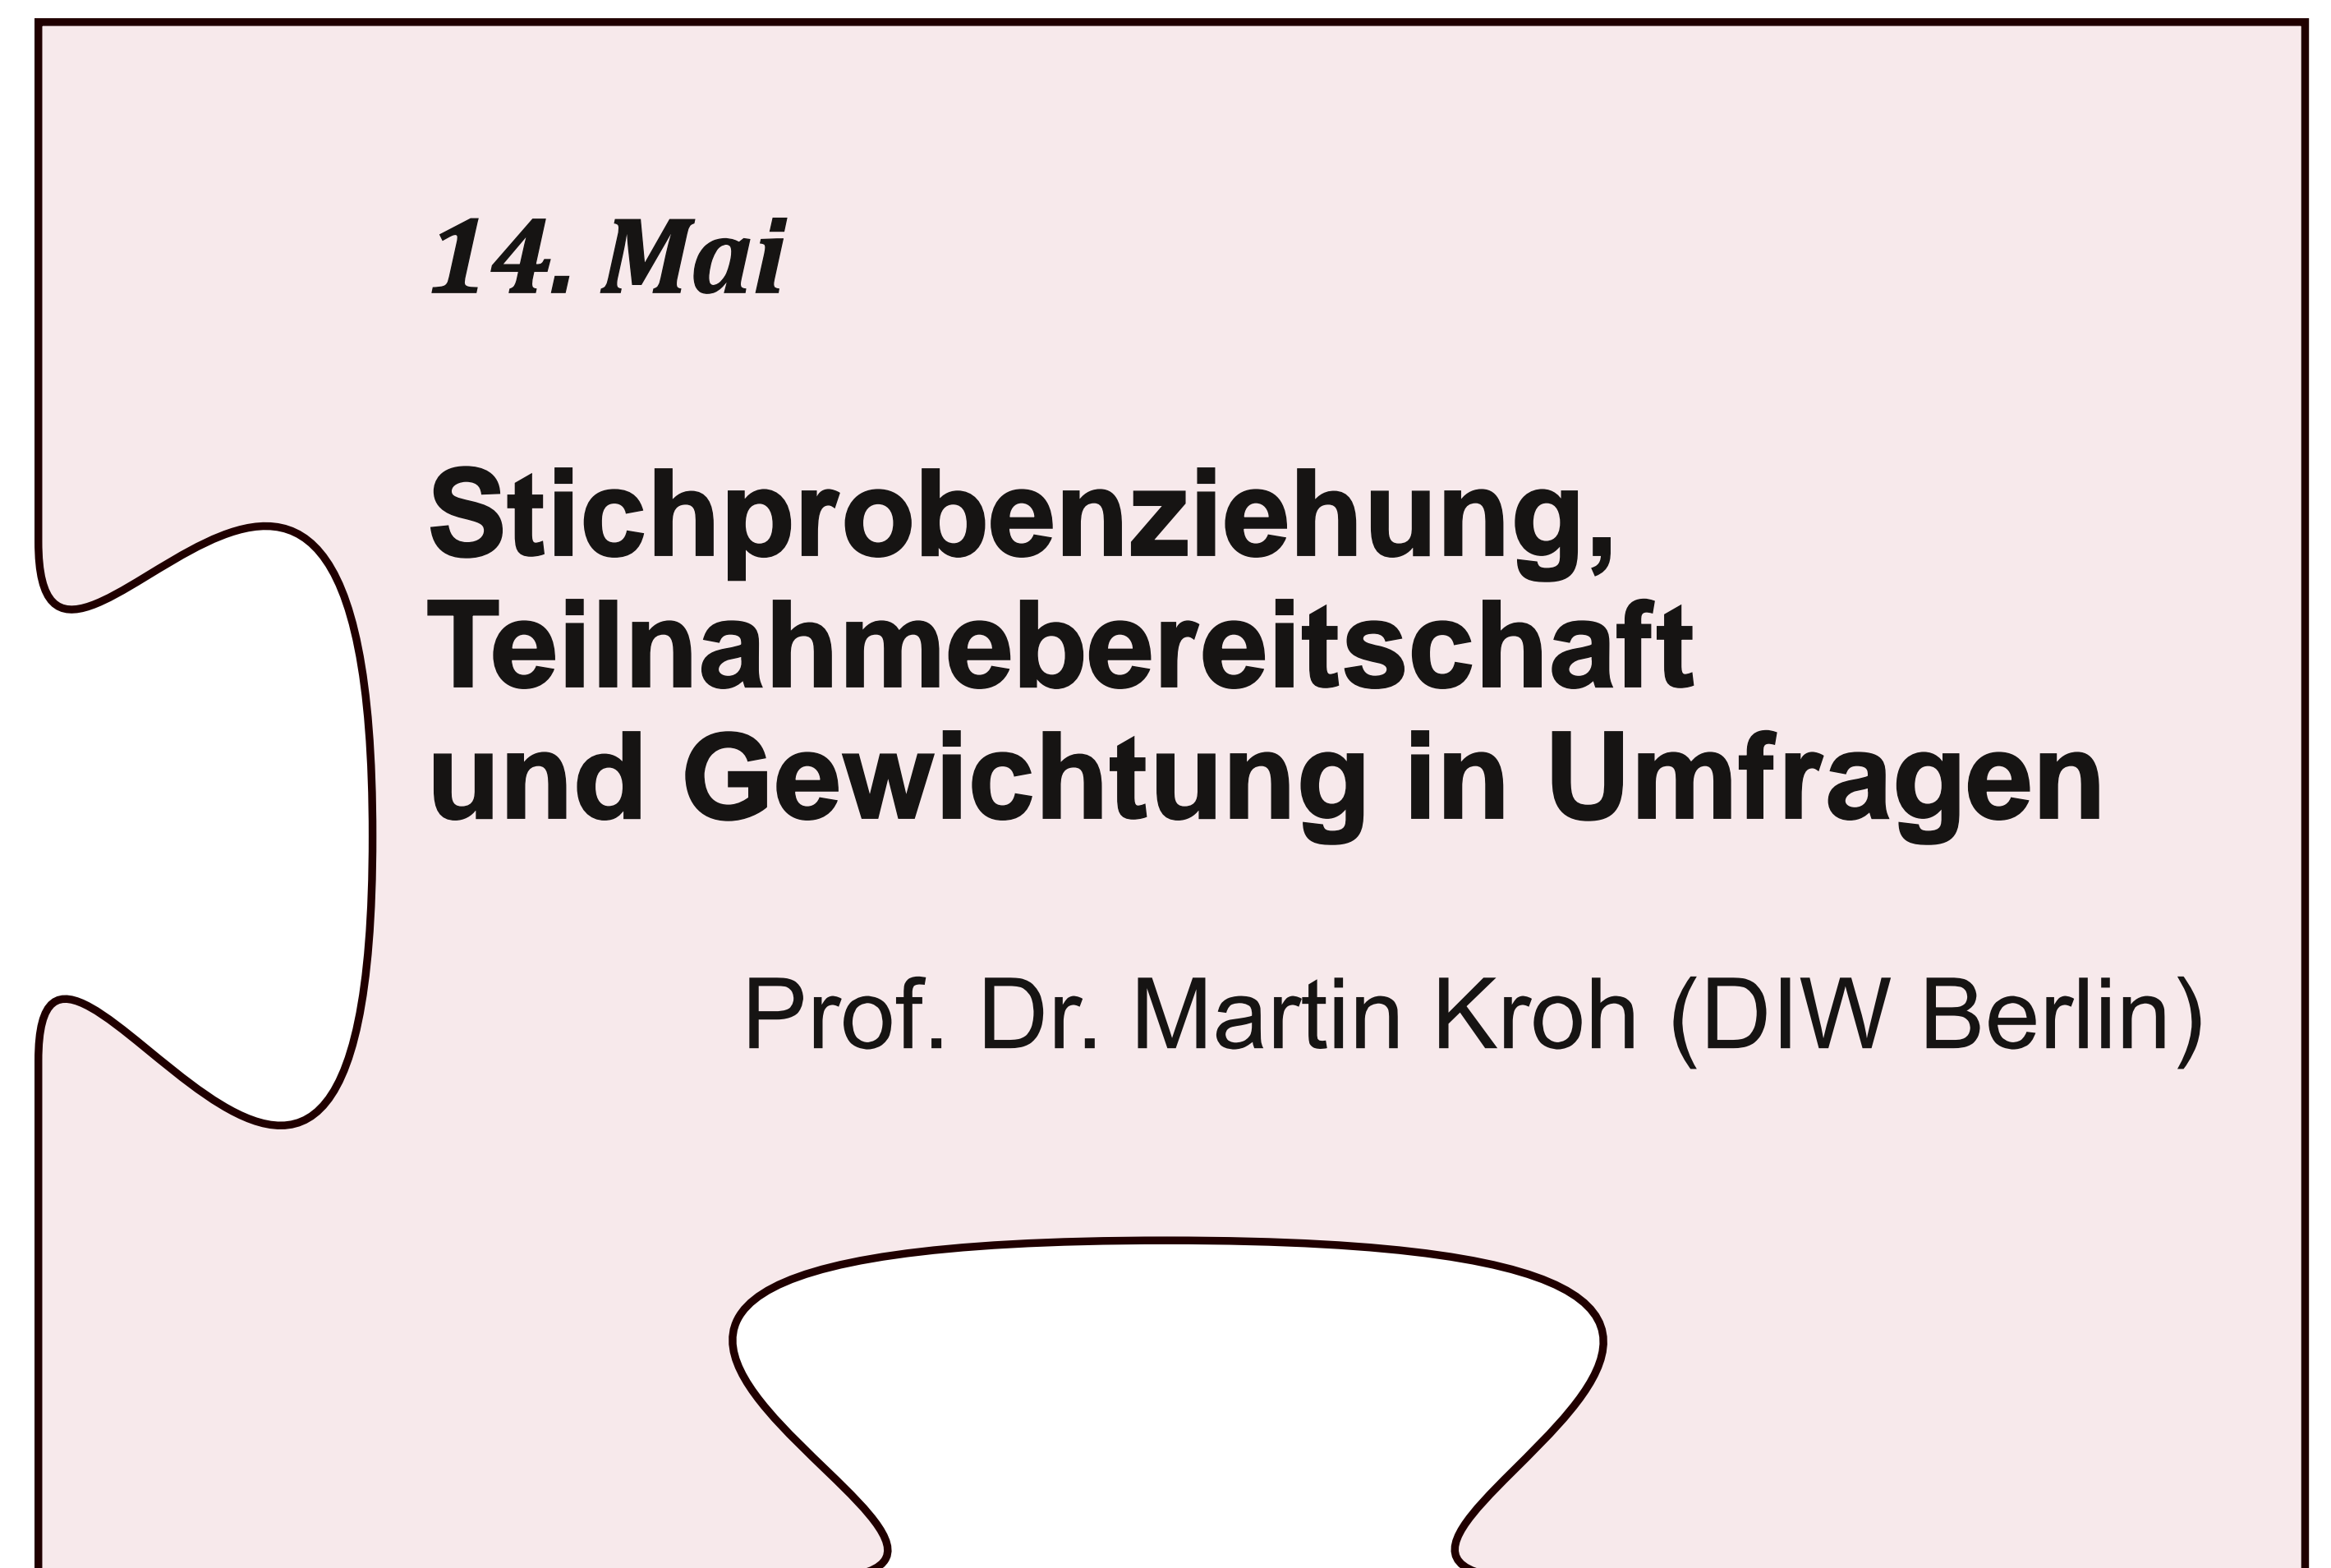 14. Mai
Stichprobenziehung,
Teilnahmebereitschaft
und Gewichtung in Umfragen
Prof. Dr. Martin Kroh (DIW Berlin)